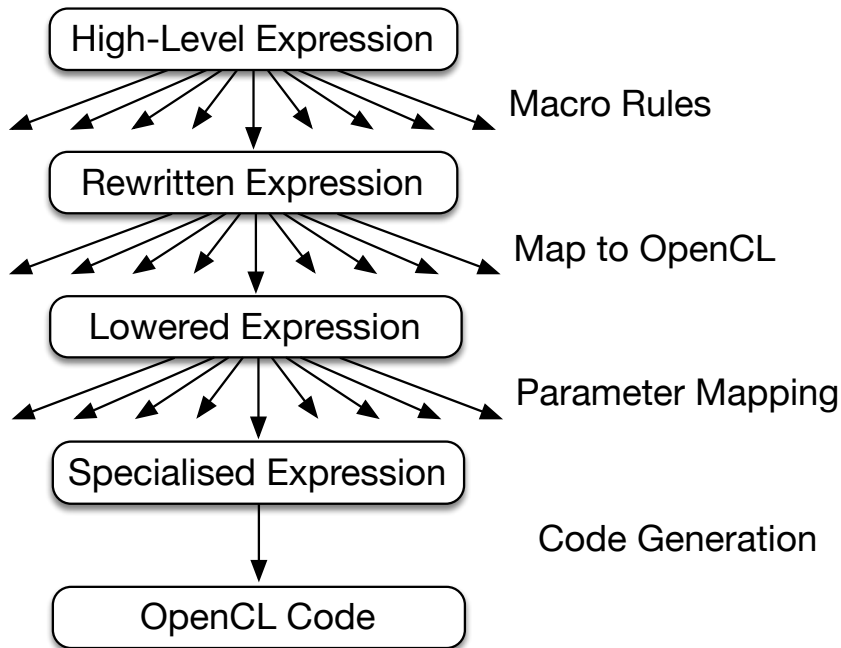 High-Level Expression
Macro Rules
Rewritten Expression
Map to OpenCL
Lowered Expression
Parameter Mapping
Specialised Expression
Code Generation
OpenCL Code